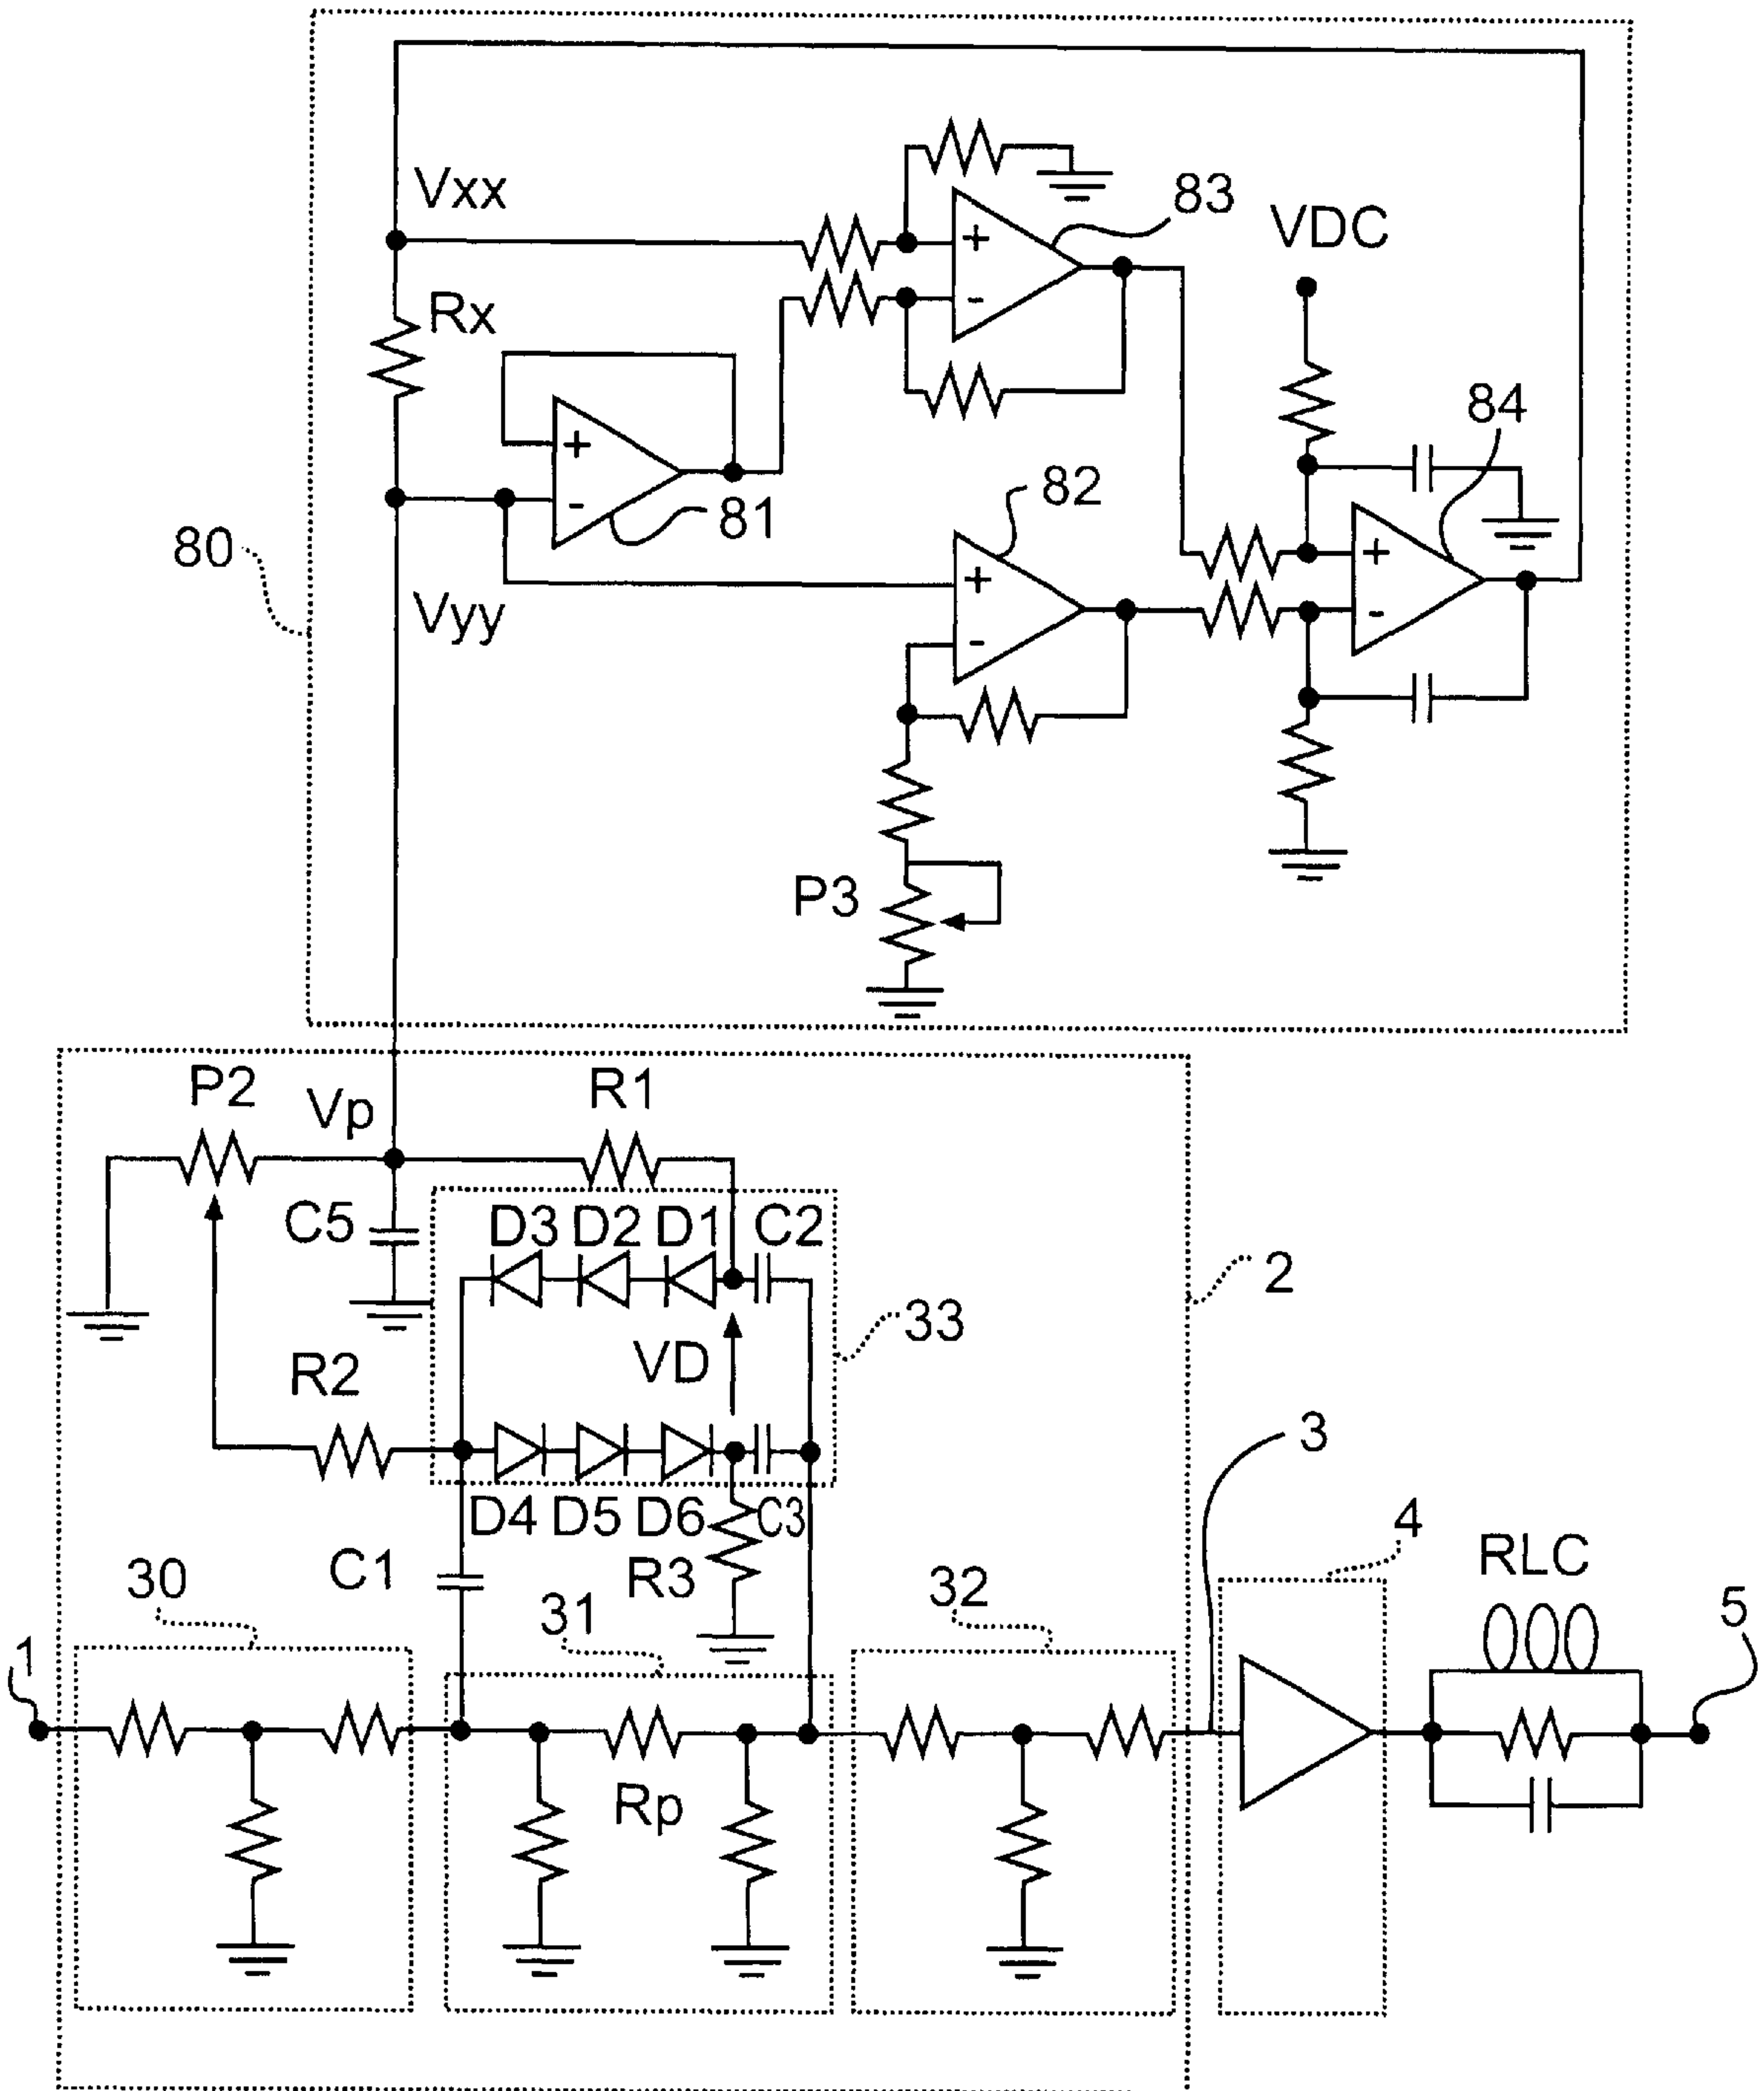 Vxx
83
VDC
Rx
+
-
84
+
-
81
82
80
+
-
+
-
Vyy
P3
P2
Vp
R1
C5
D3 D2 D1 C2
2
33
VD
R2
3
D4 D5 D6 C3
4
C1
R3
RLC
30
31
32
5
1
Rp